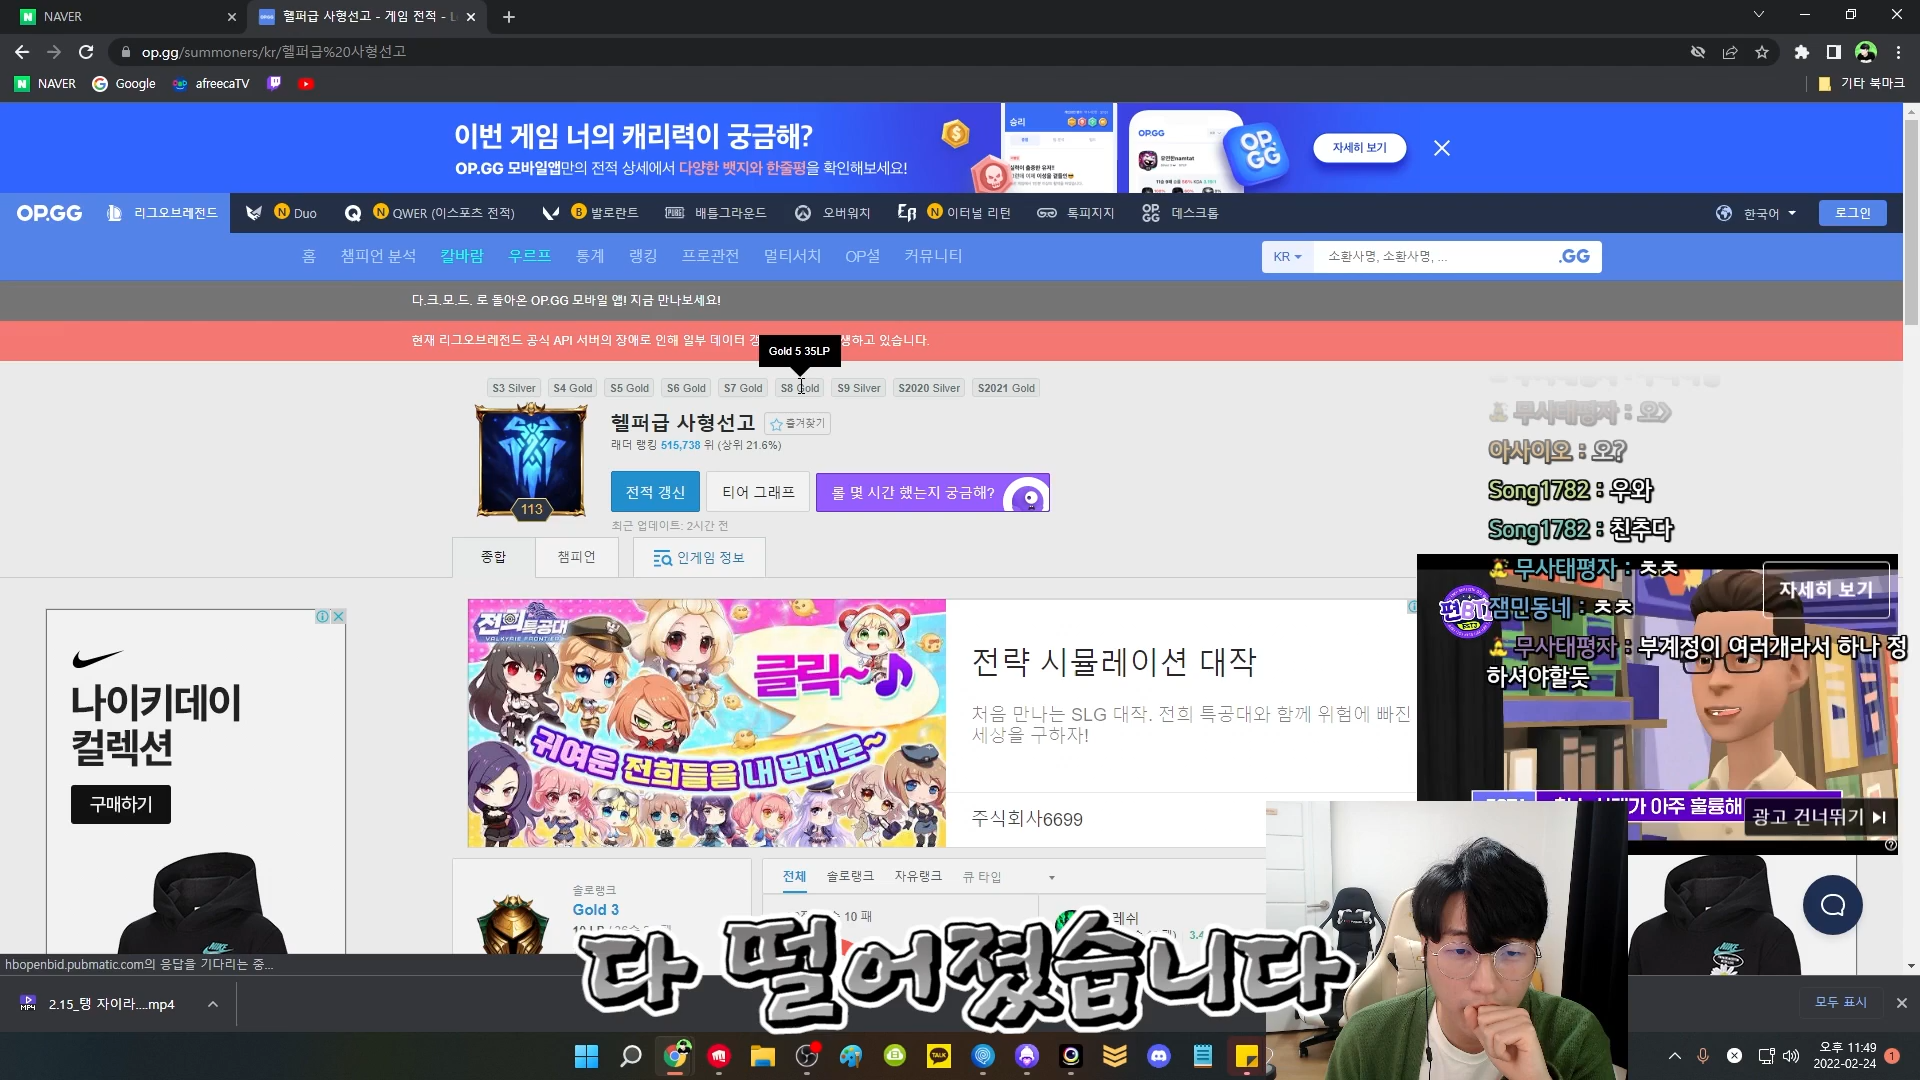 NAVER
헬퍼급 사형선고 - 게임 전적 - L
op.gg/summoners/kr/헬퍼급%20사형선고
NAVER
Google
afreecaTV
기타 북마크
이번 게임 너의 캐리력이 궁금해?
OP.GG 모바일앱만의 전적 상세에서 다양한 뱃지와 한줄평을 확인해보세요!
승리
OP.GG
OP.GG
자세히 보기
OP.GG
리그오브레전드
N Duo
N QWER (이스포츠 전적)
B 발로란트
배틀그라운드
오버워치
N 이터널 리턴
톡피지지
데스크톱
한국어
로그인
홈
챔피언 분석
칼바람
우르프
통계
랭킹
프로관전
멀티서치
OP셜
커뮤니티
KR
소환사명, 소환사명, ...
.GG
다.크.모.드. 로 돌아온 OP.GG 모바일 앱! 지금 만나보세요!
현재 리그오브레전드 공식 API 서버의 장애로 인해 일부 데이터 갱
생하고 있습니다.
Gold 5 35LP
S3 Silver
S4 Gold
S5 Gold
S6 Gold
S7 Gold
S8 Gold
S9 Silver
S2020 Silver
S2021 Gold
헬퍼급 사형선고
즐겨찾기
래더 랭킹 515,738 위 (상위 21.6%)
113
전적 갱신
티어 그래프
롤 몇 시간 했는지 궁금해?
최근 업데이트: 2시간 전
종합
챔피언
인게임 정보
무사태평자 : 오>
아사이오 : 오?
Song1782 : 우와
Song1782 : 친추다
무사태평자 : ㅊㅊ
잼민동네 : ㅊㅊ
무사태평자 : 부계정이 여러개라서 하나 정
하셔야할듯
자세히 보기
광고 건너뛰기
나이키데이
컬렉션
구매하기
전희특공대
VALKYRIE FRONTIER
클릭~♪
귀여운 전희들을 내 맘대로~
전략 시뮬레이션 대작
처음 만나는 SLG 대작. 전희 특공대와 함께 위험에 빠진
세상을 구하자!
주식회사6699
솔로랭크
Gold 3
전체
솔로랭크
자유랭크
큐 타입
10 패
레쉬
다 떨어졌습니다
hbopenbid.pubmatic.com의 응답을 기다리는 중...
2.15_탱 자이라....mp4
모두 표시
TALK
오후 11:49
2022-02-24
1